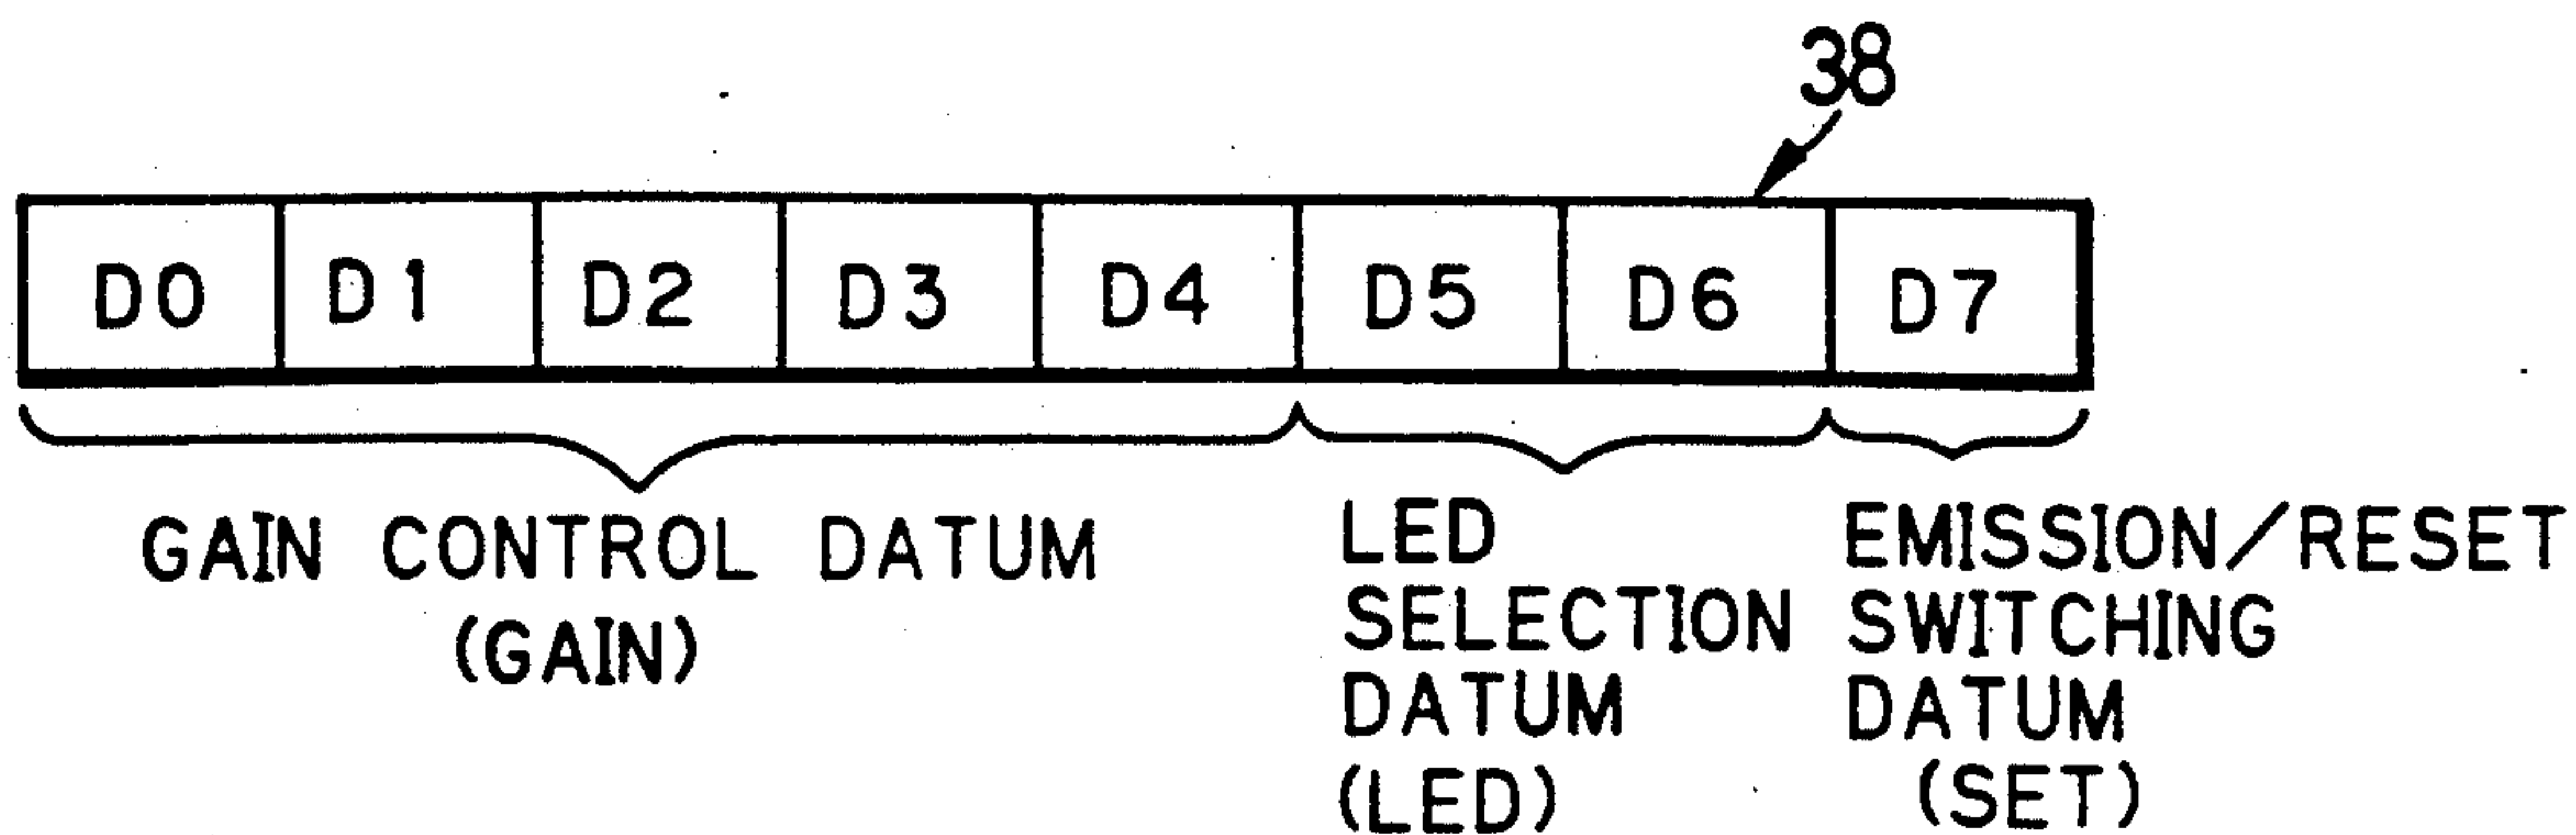 38
D0 D1 D2 D3 D4 D5 D6 D7
GAIN CONTROL DATUM
(GAIN)
LED
SELECTION
DATUM
(LED)
EMISSION/RESET
SWITCHING
DATUM
(SET)